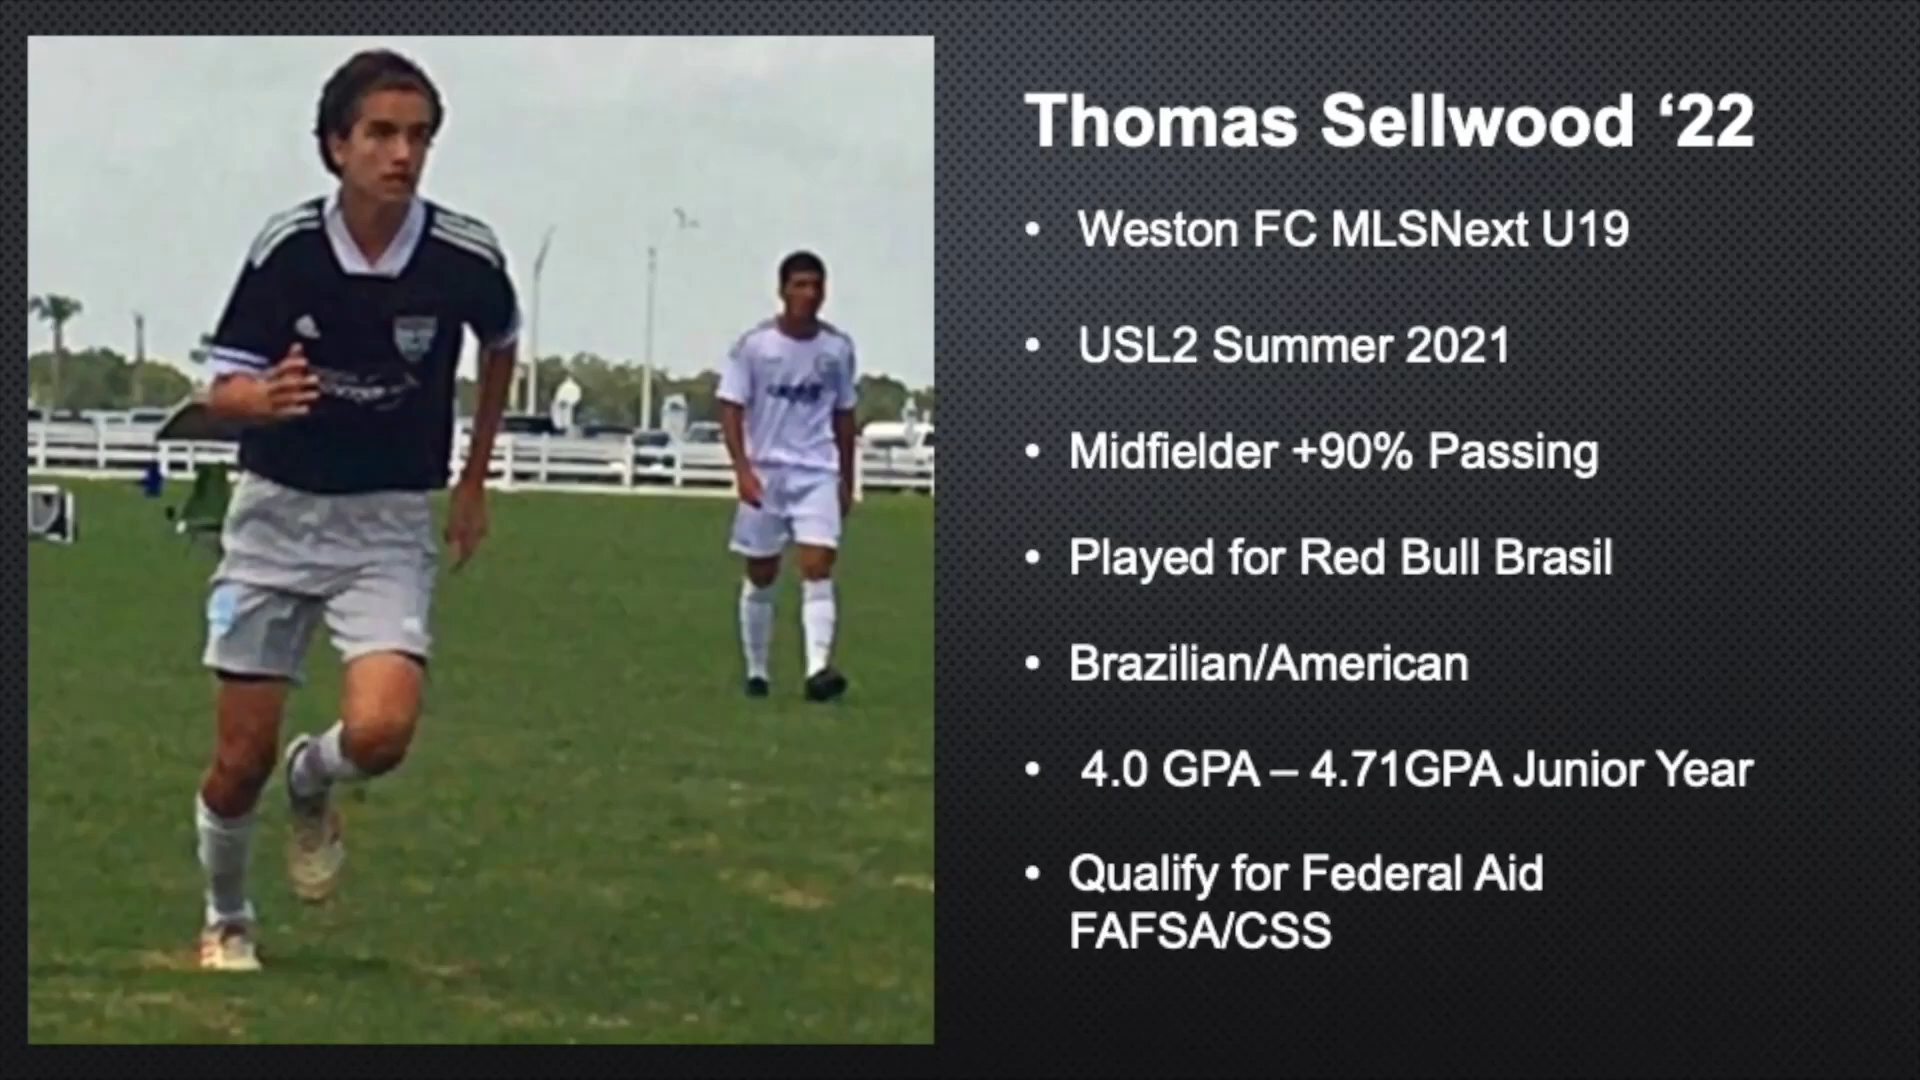 Thomas Sellwood ‘22
• Weston FC MLSNext U19
• USL2 Summer 2021
• Midfielder +90% Passing
• Played for Red Bull Brasil
• Brazilian/American
• 4.0 GPA – 4.71GPA Junior Year
• Qualify for Federal Aid
FAFSA/CSS